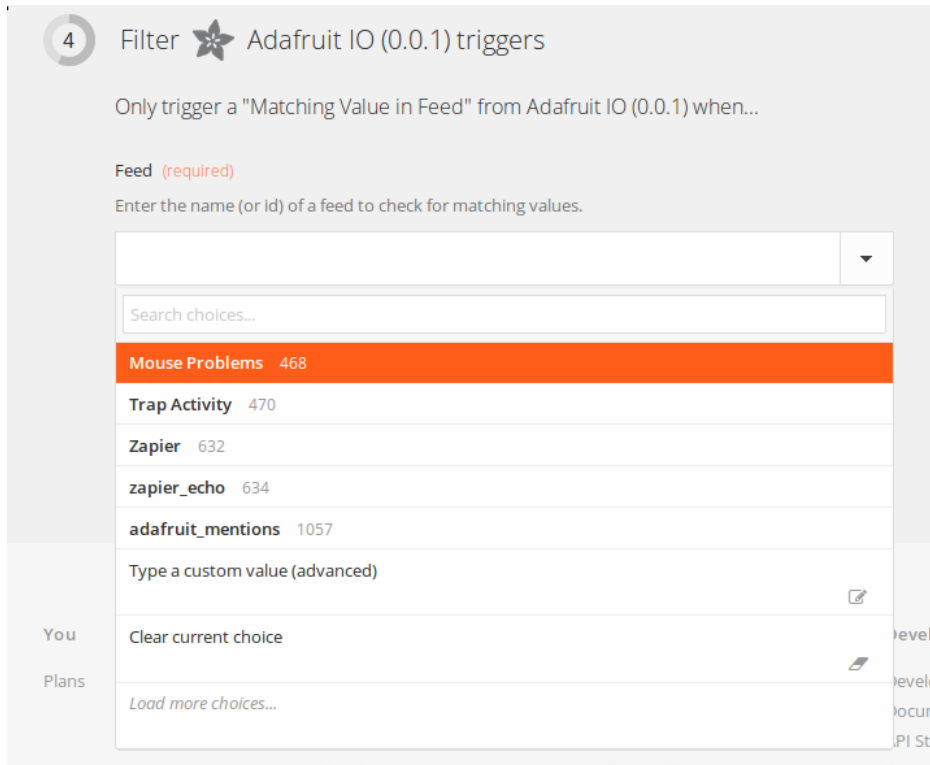 4 Filter Adafruit IO (0.0.1) triggers
Only trigger a "Matching Value in Feed" from Adafruit IO (0.0.1) when...
Feed (required)
Enter the name (or id) of a feed to check for matching values.
Search choices...
Mouse Problems 468
Trap Activity 470
Zapier 632
zapier_echo 634
adafruit_mentions 1057
Type a custom value (advanced)
You
Clear current choice
Plans
Load more choices...